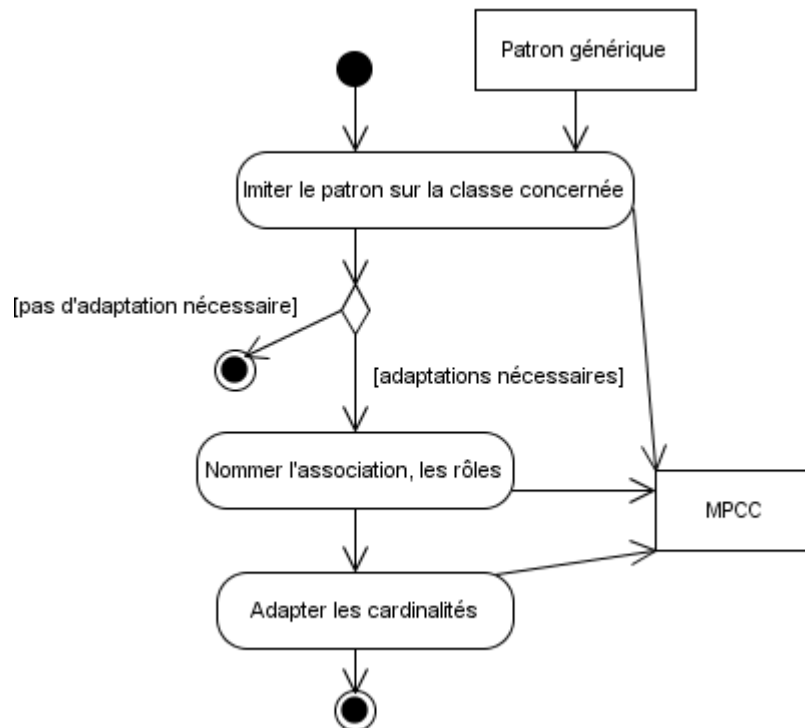 Patron générique
Imiter le patron sur la classe concernée
[pas d'adaptation nécessaire]
[adaptations nécessaires]
Nommer l'association, les rôles
MPCC
Adapter les cardinalités